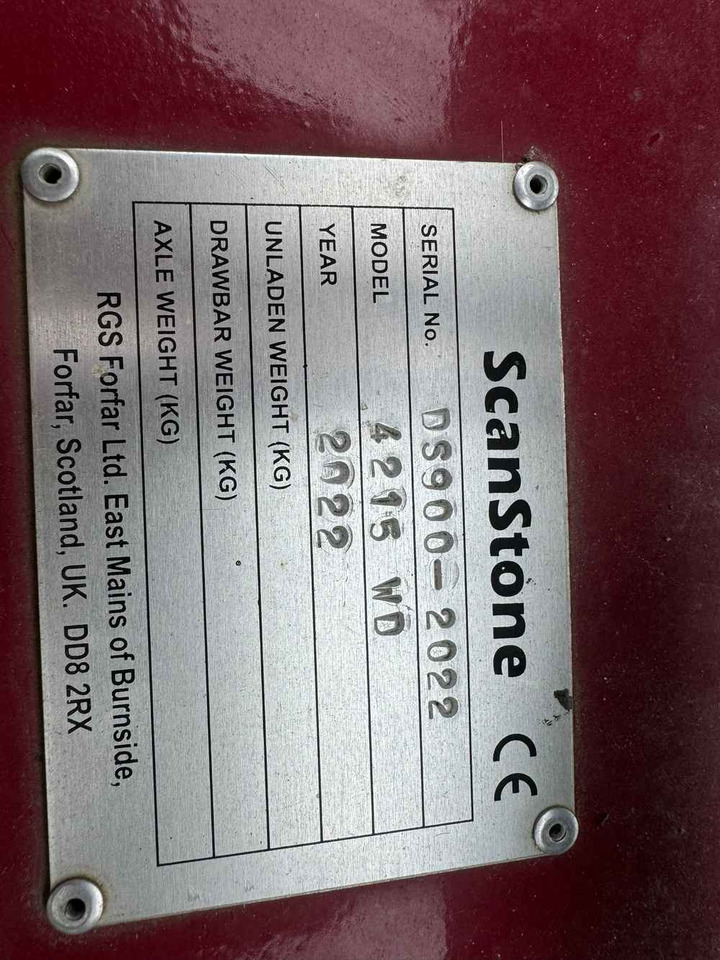 ScanStone CE
SERIAL No. DS900-2022
MODEL 4215 WD
YEAR 2022
UNLADEN WEIGHT (KG)
DRAWBAR WEIGHT (KG)
AXLE WEIGHT (KG)
RGS Forfar Ltd. East Mains of Burnside,
Forfar, Scotland, UK. DD8 2RX